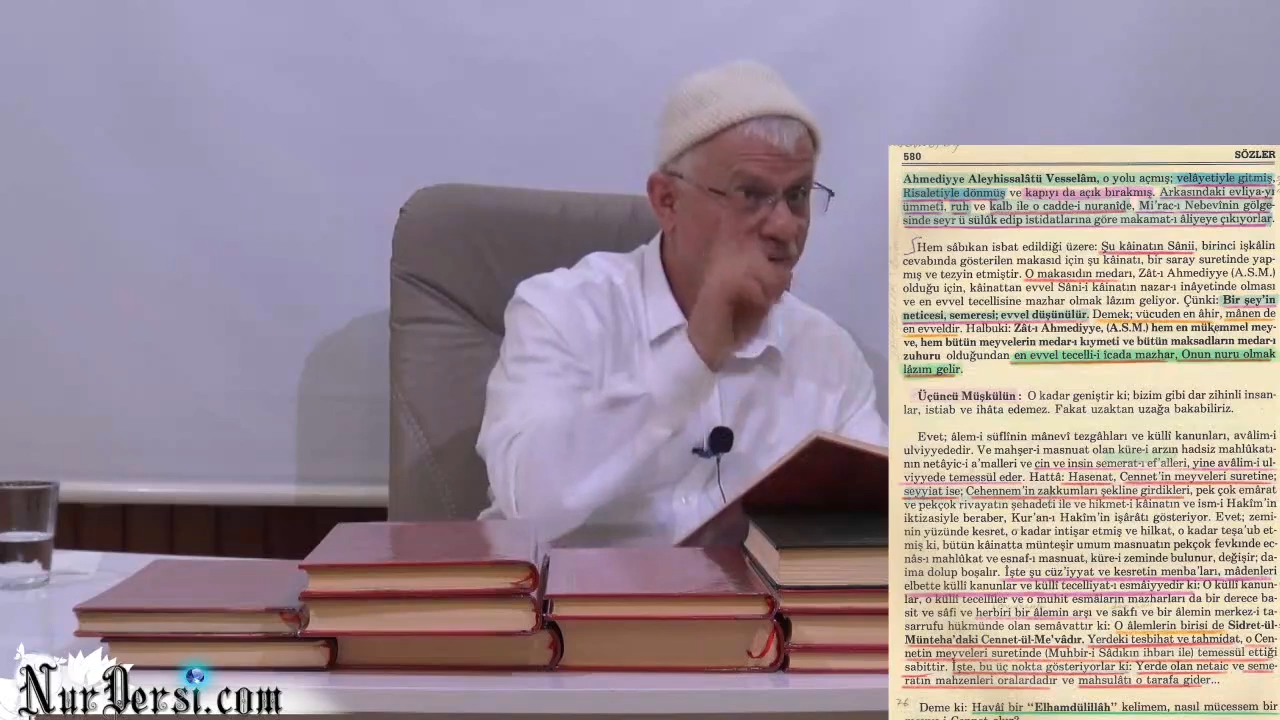 580 SÖZLER
Ahmediyye Aleyhissalâtü Vesselâm, o yolu açmış; velâyetiyle gitmiş,
Risaletiyle dönmüş ve kapıyı da açık bırakmış. Arkasındaki evliya-yı
ümmeti, ruh ve kalb ile o cadde-i nuranîde, Mi'rac-ı Nebevînin gölge-
sinde seyr ü sülûk edip istidatlarına göre makamat-ı âliyeye çıkıyorlar.
Hem sâbıkan isbat edildiği üzere: Şu kâinatın Sânii, birinci işkâlin
cevabında gösterilen makasıd için şu kâinatı, bir saray suretinde yap-
mış ve tezyin etmiştir. O makasıdın medarı, Zât-ı Ahmediyye (A.S.M.)
olduğu için, kâinattan evvel Sâni-i kâinatın nazar-ı inâyetinde olması
ve en evvel tecellisine mazhar olmak lâzım geliyor. Çünki: Bir şey'in
neticesi, semeresi; evvel düşünülür. Demek; vücuden en âhir, mânen de
en evveldir. Halbuki: Zât-ı Ahmediyye, (A.S.M.) hem en mükemmel mey-
ve, hem bütün meyvelerin medar-ı kıymeti ve bütün maksadların medar-ı
zuhuru olduğundan en evvel tecelli-i îcada mazhar, Onun nuru olmak
lâzım gelir.
Üçüncü Müşkülün: O kadar geniştir ki; bizim gibi dar zihinli insan-
lar, istiab ve ihâta edemez. Fakat uzaktan uzağa bakabiliriz.
Evet; âlem-i süflînin mânevî tezgâhları ve küllî kanunları, avâlim-i
ulviyyededir. Ve mahşer-i masnuat olan küre-i arzın hadsiz mahlûkatı-
nın netâyic-i a'malleri ve çin ve insin semerat-ı ef'alleri, yine avâlim-i ul-
viyyede temessül eder. Hattâ: Hasenat, Cennet'in meyveleri suretine;
seyyiat ise; Cehennem'in zakkumları şekline girdikleri, pek çok emârat
ve pekçok rivayatın şehadeti ile ve hikmet-i kâinatın ve ism-i Hakîm'in
iktizasiyle beraber, Kur'an-ı Hakîm'in işârâtı gösteriyor. Evet; zemi-
nin yüzünde kesret, o kadar intişar etmiş ve hilkat, o kadar teşa'ub et-
miş ki, bütün kâinatta münteşir umum masnuatın pekçok fevkınde ec-
nâs-ı mahlûkat ve esnaf-ı masnuat, küre-i zeminde bulunur, değişir; da-
ima dolup boşalır. İşte şu cüz'iyyat ve kesretin menba'ları, mâdenleri
elbette küllî kanunlar ve küllî tecelliyat-ı esmâiyyedir ki: O küllî kanun-
lar, o küllî tecelliler ve o muhit esmâların mazharları da bir derece ba-
sit ve sâfi ve herbiri bir âlemin arşı ve sakfı ve bir âlemin merkez-i ta-
sarrufu hükmünde olan semâvattır ki: O âlemlerin birisi de Sidret-ül-
Münteha'daki Cennet-ül-Me'vâdır. Yerdeki tesbihat ve tahmidat, o Cen-
netin meyveleri suretinde (Muhbir-i Sâdıkın ihbarı ile) temessül ettiği
sabittir. İşte, bu üç nokta gösteriyorlar ki: Yerde olan netaic ve seme-
ratın mahzenleri oralardadır ve mahsulâtı o tarafa gider...
Deme ki: Havâî bir "Elhamdülillâh" kelimem, nasıl mücessem bir
NurDersi.com